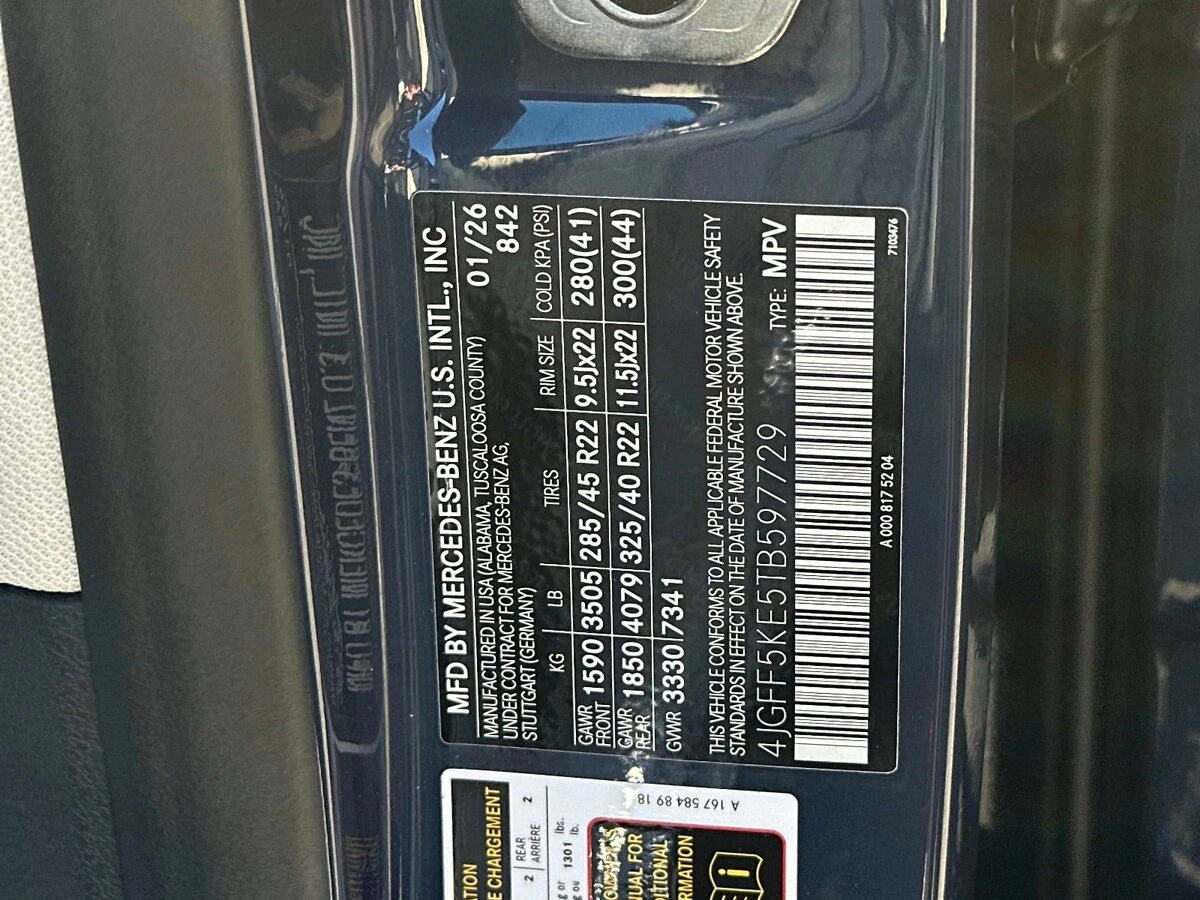 MFD BY MERCEDES-BENZ U.S. INTL., INC
MANUFACTURED IN USA (ALABAMA, TUSCALOOSA COUNTY) 01/26
UNDER CONTRACT FOR MERCEDES-BENZ AG, 842
STUTTGART (GERMANY)
KG LB TIRES RIM SIZE COLD KPA (PSI)
GAWR FRONT 1590 3505 285/45 R22 9.5Jx22 280(41)
GAWR REAR 1850 4079 325/40 R22 11.5Jx22 300(44)
GVWR 3330 7341
THIS VEHICLE CONFORMS TO ALL APPLICABLE FEDERAL MOTOR VEHICLE SAFETY
STANDARDS IN EFFECT ON THE DATE OF MANUFACTURE SHOWN ABOVE.
4JGFF5KE5TB597729 TYPE: MPV
A 000 817 52 04 7103476
E CHARGEMENT
2 REAR 2
ARRIÈRE
or 1301 lbs.
ou lb.
A 167 584 89 18